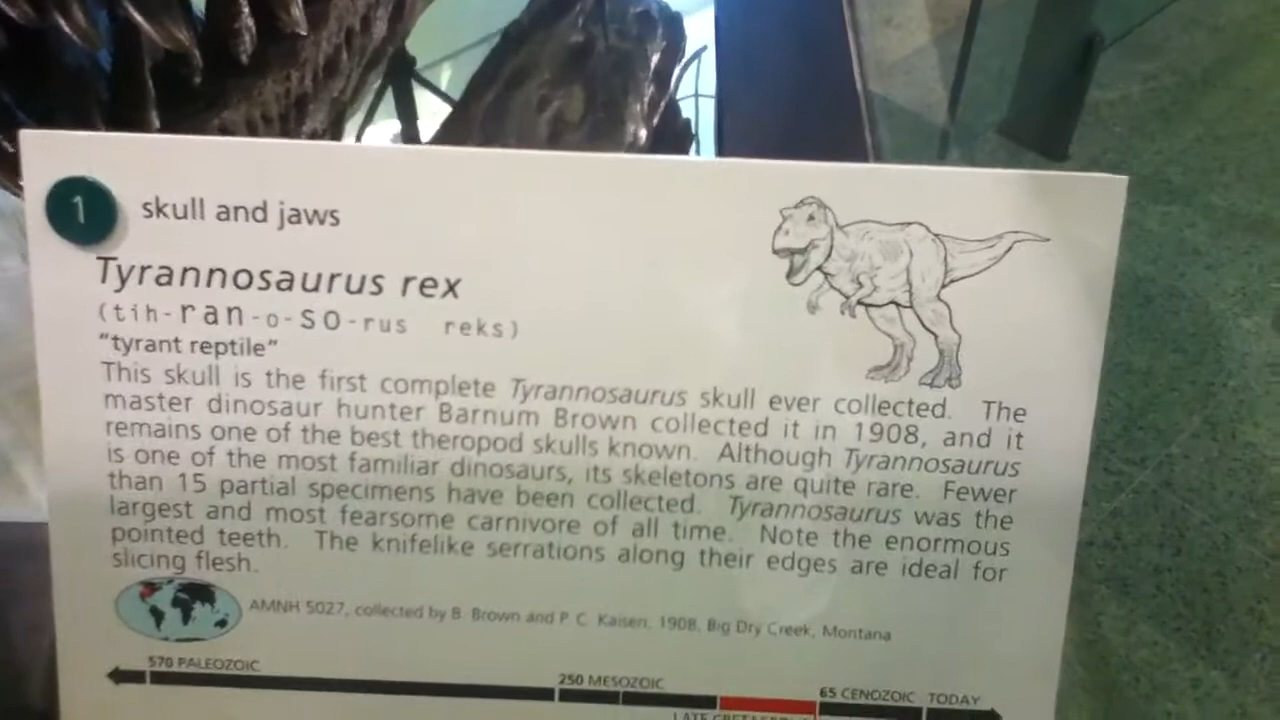 1 skull and jaws
Tyrannosaurus rex
(tih-ran-o-SO-rus reks)
"tyrant reptile"
This skull is the first complete Tyrannosaurus skull ever collected. The
master dinosaur hunter Barnum Brown collected it in 1908, and it
remains one of the best theropod skulls known. Although Tyrannosaurus
is one of the most familiar dinosaurs, its skeletons are quite rare. Fewer
than 15 partial specimens have been collected. Tyrannosaurus was the
largest and most fearsome carnivore of all time. Note the enormous
pointed teeth. The knifelike serrations along their edges are ideal for
slicing flesh.
AMNH 5027, collected by B. Brown and P. C. Kaisen, 1908, Big Dry Creek, Montana
570 PALEOZOIC 250 MESOZOIC 65 CENOZOIC TODAY